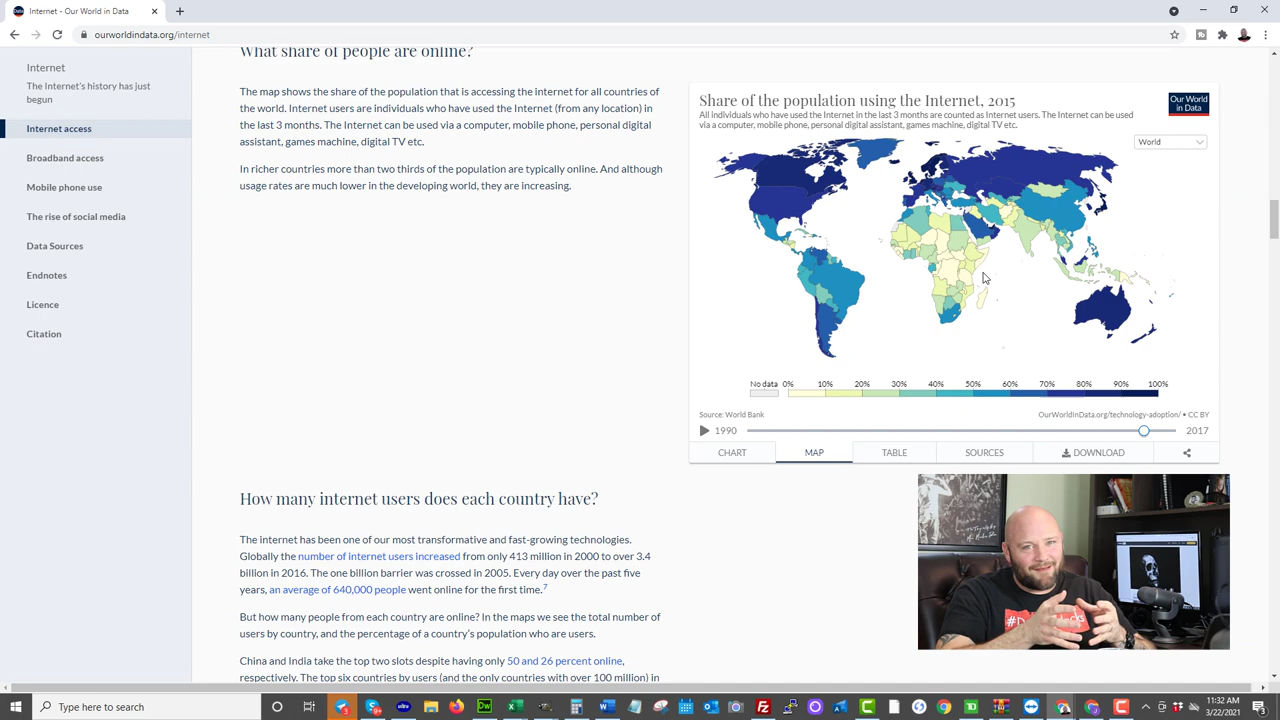 Internet - Our World in Data
ourworldindata.org/internet
Internet
The Internet's history has just
begun
Internet access
Broadband access
Mobile phone use
The rise of social media
Data Sources
Endnotes
Licence
Citation
What share of people are online?
The map shows the share of the population that is accessing the internet for all countries of
the world. Internet users are individuals who have used the Internet (from any location) in
the last 3 months. The Internet can be used via a computer, mobile phone, personal digital
assistant, games machine, digital TV etc.
In richer countries more than two thirds of the population are typically online. And although
usage rates are much lower in the developing world, they are increasing.
Share of the population using the Internet, 2015
All individuals who have used the Internet in the last 3 months are counted as Internet users. The Internet can be used
via a computer, mobile phone, personal digital assistant, games machine, digital TV etc.
Our World
in Data
World
No data 0% 10% 20% 30% 40% 50% 60% 70% 80% 90% 100%
Source: World Bank
OurWorldInData.org/technology-adoption/ • CC BY
1990
2017
CHART
MAP
TABLE
SOURCES
DOWNLOAD
How many internet users does each country have?
The internet has been one of our most transformative and fast-growing technologies.
Globally the number of internet users increased from only 413 million in 2000 to over 3.4
billion in 2016. The one billion barrier was crossed in 2005. Every day over the past five
years, an average of 640,000 people went online for the first time.7
But how many people from each country are online? In the maps we see the total number of
users by country, and the percentage of a country's population who are users.
China and India take the top two slots despite having only 50 and 26 percent online,
respectively. The top six countries by users (and the only countries with over 100 million) in
Type here to search
11:32 AM
3/22/2021